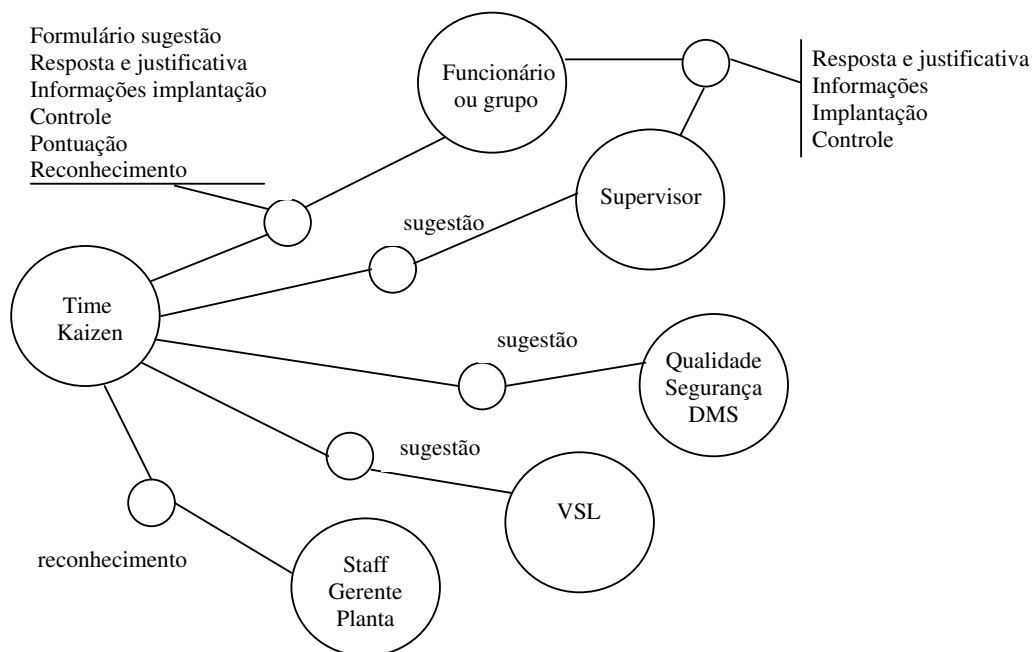 Formulário sugestão
Resposta e justificativa
Informações implantação
Controle
Pontuação
Reconhecimento
Funcionário
ou grupo
Resposta e justificativa
Informações
Implantação
Controle
Supervisor
sugestão
Time
Kaizen
sugestão
Qualidade
Segurança
DMS
sugestão
VSL
reconhecimento
Staff
Gerente
Planta